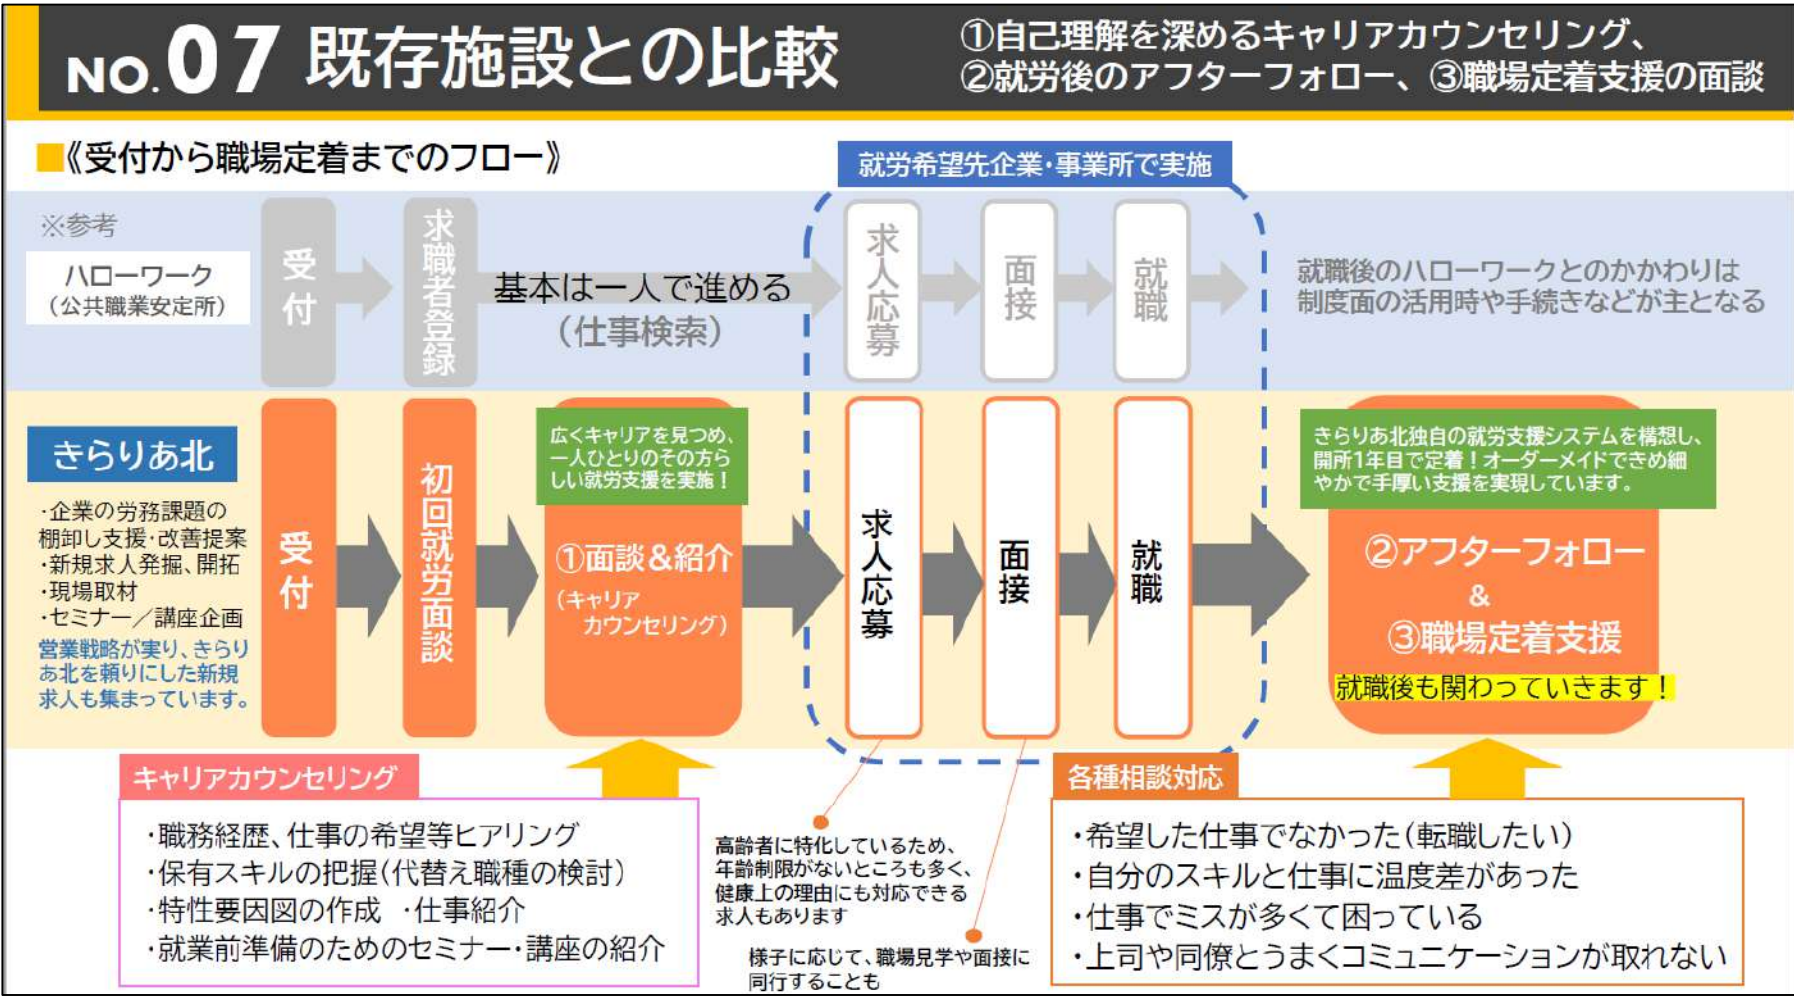 NO.07 既存施設との比較
①自己理解を深めるキャリアカウンセリング、
②就労後のアフターフォロー、③職場定着支援の面談
■《受付から職場定着までのフロー》
就労希望先企業・事業所で実施
※参考
ハローワーク
（公共職業安定所）
受付
求職者登録
基本は一人で進める
（仕事検索）
求人応募
面接
就職
就職後のハローワークとのかかわりは
制度面の活用時や手続きなどが主となる
きらりあ北
・企業の労務課題の
棚卸し支援・改善提案
・新規求人発掘、開拓
・現場取材
・セミナー／講座企画
営業戦略が実り、きらり
あ北を頼りにした新規
求人も集まっています。
受付
初回就労面談
広くキャリアを見つめ、
一人ひとりのその方ら
しい就労支援を実施！
①面談＆紹介
（キャリア
カウンセリング）
求人応募
面接
就職
きらりあ北独自の就労支援システムを構想し、
開所1年目で定着！オーダーメイドできめ細
やかで手厚い支援を実現しています。
②アフターフォロー
＆
③職場定着支援
就職後も関わっていきます！
キャリアカウンセリング
・職務経歴、仕事の希望等ヒアリング
・保有スキルの把握（代替え職種の検討）
・特性要因図の作成　・仕事紹介
・就業前準備のためのセミナー・講座の紹介
高齢者に特化しているため、
年齢制限がないところも多く、
健康上の理由にも対応できる
求人もあります
様子に応じて、職場見学や面接に
同行することも
各種相談対応
・希望した仕事でなかった（転職したい）
・自分のスキルと仕事に温度差があった
・仕事でミスが多くて困っている
・上司や同僚とうまくコミュニケーションが取れない